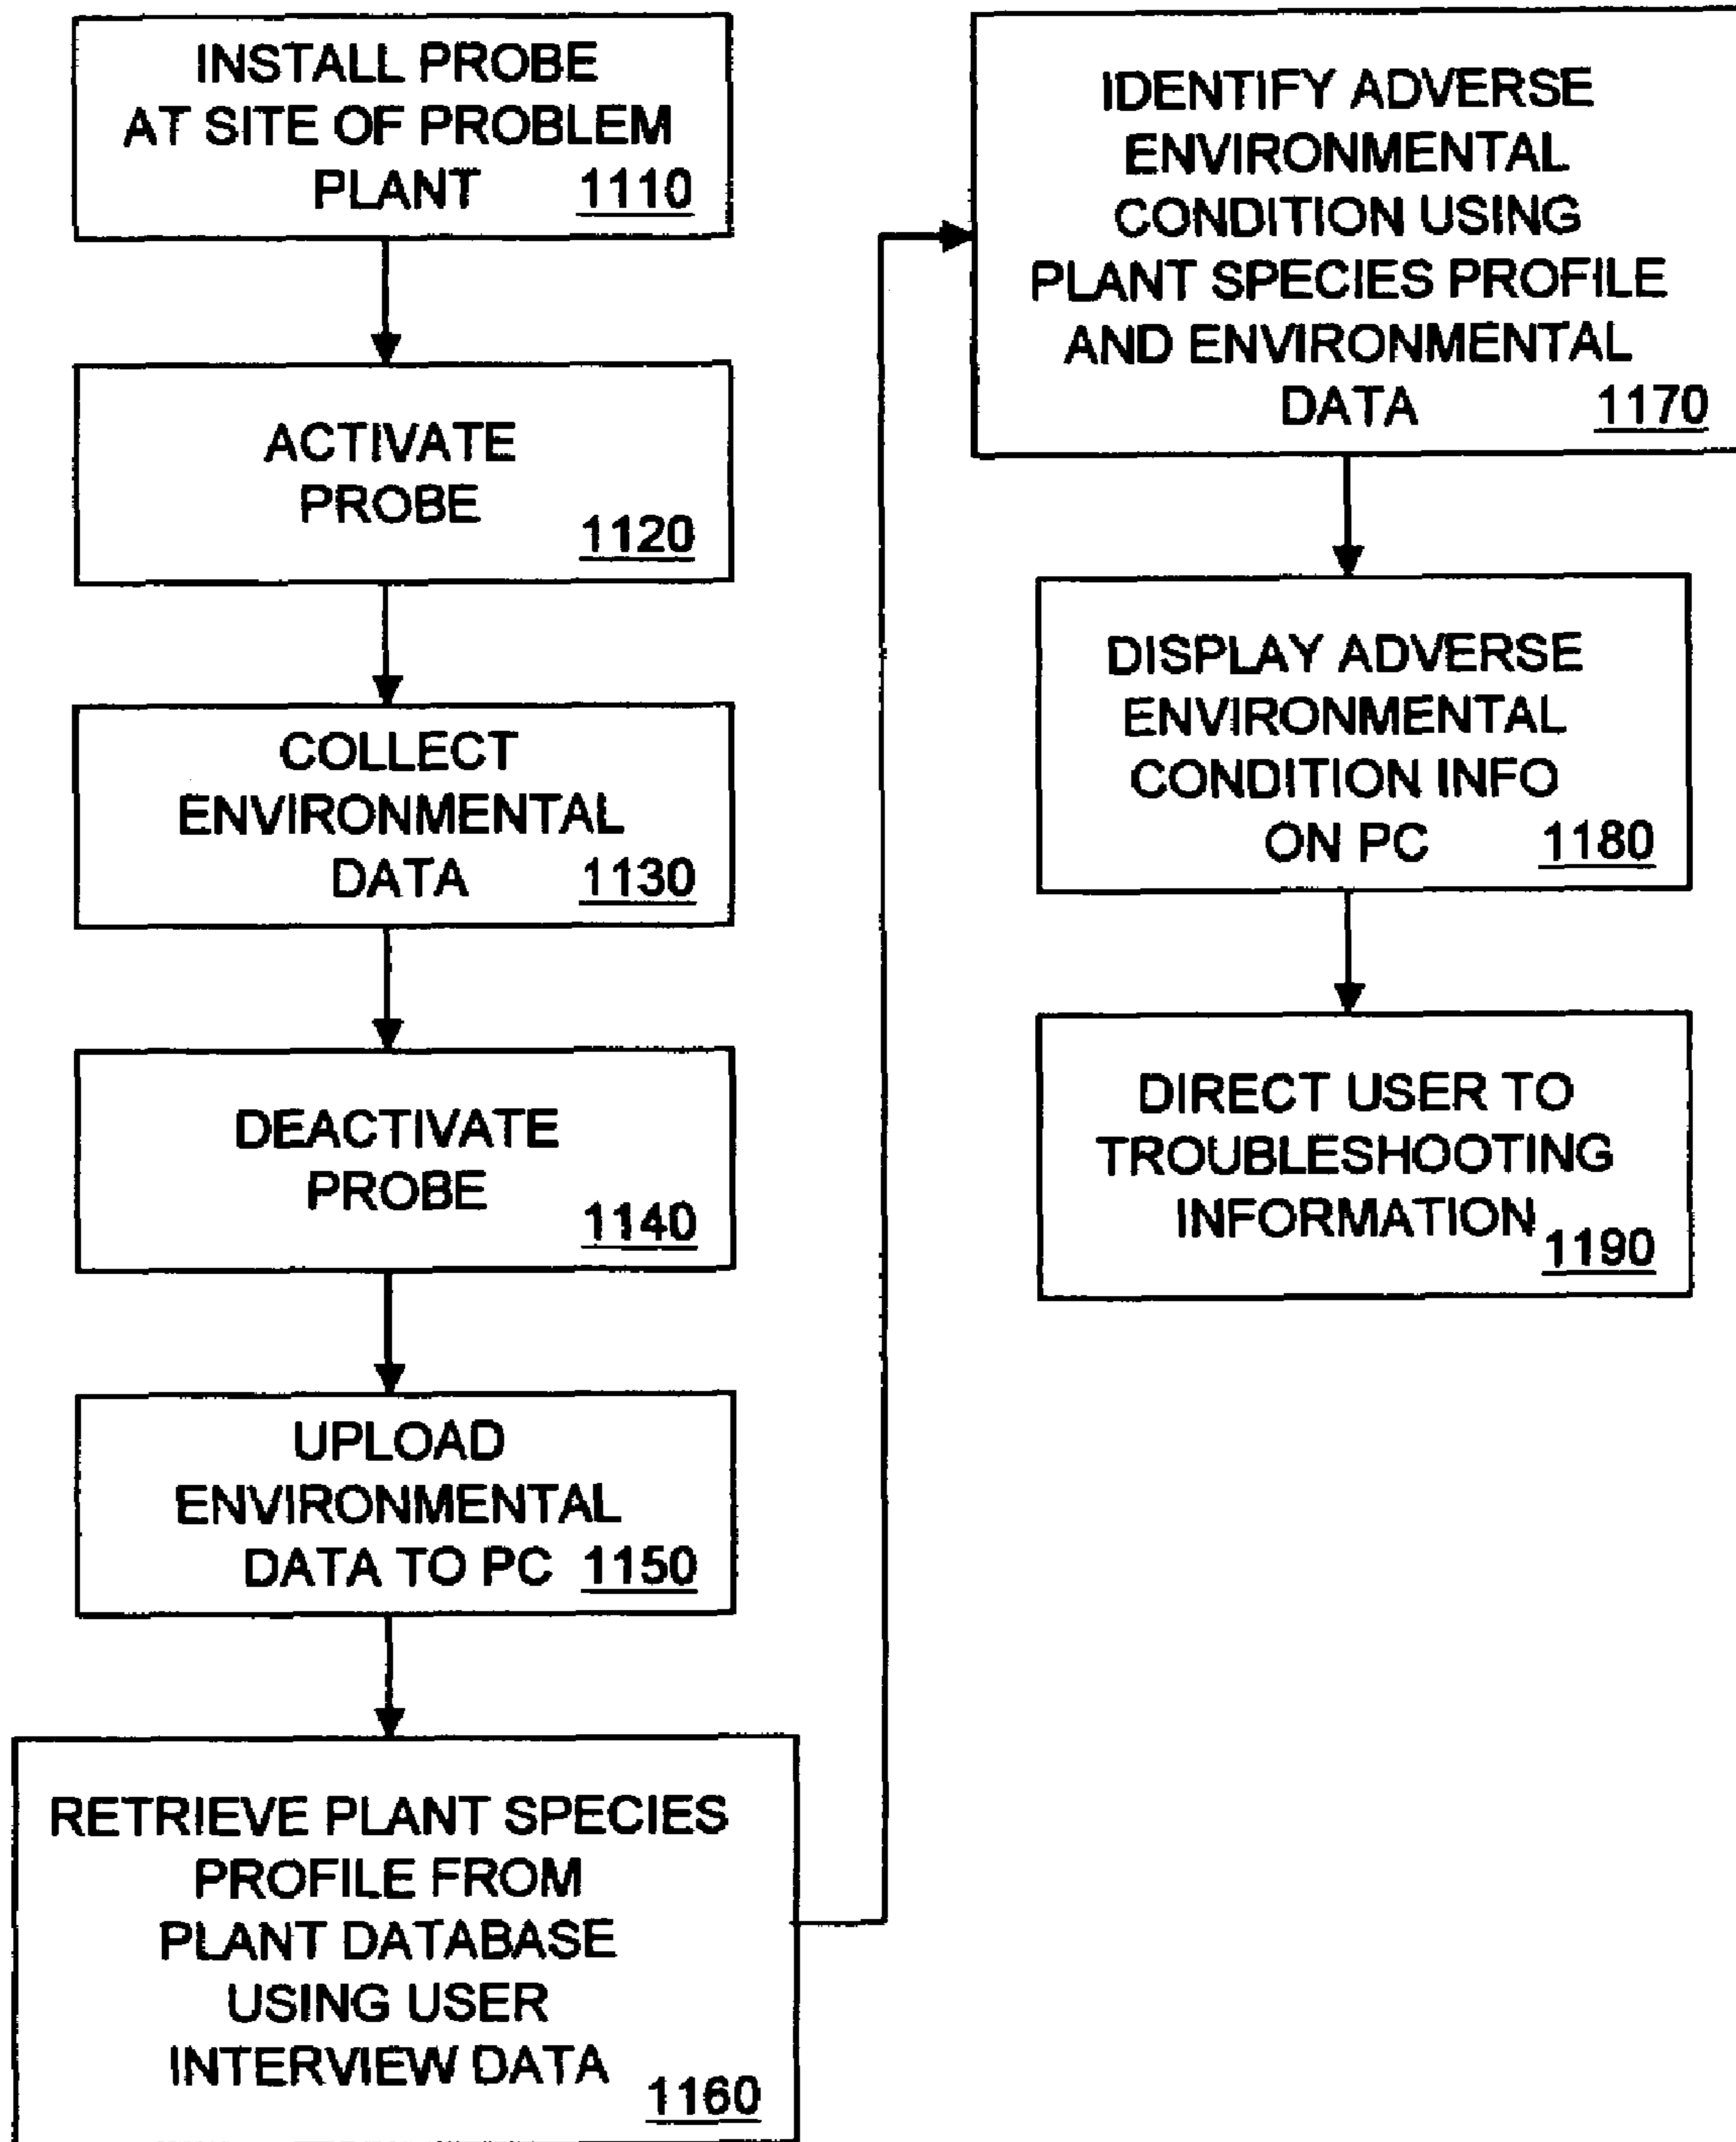 INSTALL PROBE
AT SITE OF PROBLEM
PLANT 1110
ACTIVATE
PROBE
1120
COLLECT
ENVIRONMENTAL
DATA 1130
DEACTIVATE
PROBE
1140
UPLOAD
ENVIRONMENTAL
DATA TO PC 1150
RETRIEVE PLANT SPECIES
PROFILE FROM
PLANT DATABASE
USING USER
INTERVIEW DATA
1160
IDENTIFY ADVERSE
ENVIRONMENTAL
CONDITION USING
PLANT SPECIES PROFILE
AND ENVIRONMENTAL
DATA 1170
DISPLAY ADVERSE
ENVIRONMENTAL
CONDITION INFO
ON PC 1180
DIRECT USER TO
TROUBLESHOOTING
INFORMATION
1190